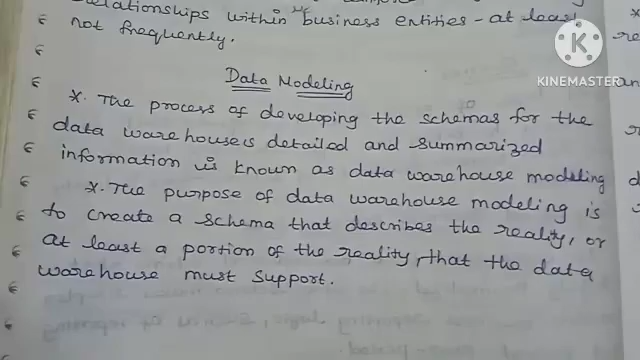 relationships within the business entities - at least
not frequently.
Data Modeling
* The process of developing the schemas for the
data warehouses detailed and summarized
information is known as data warehouse modeling
* The purpose of data warehouse modeling is
to create a schema that describes the reality, or
at least a portion of the reality, that the data
warehouse must support.
KINEMASTER